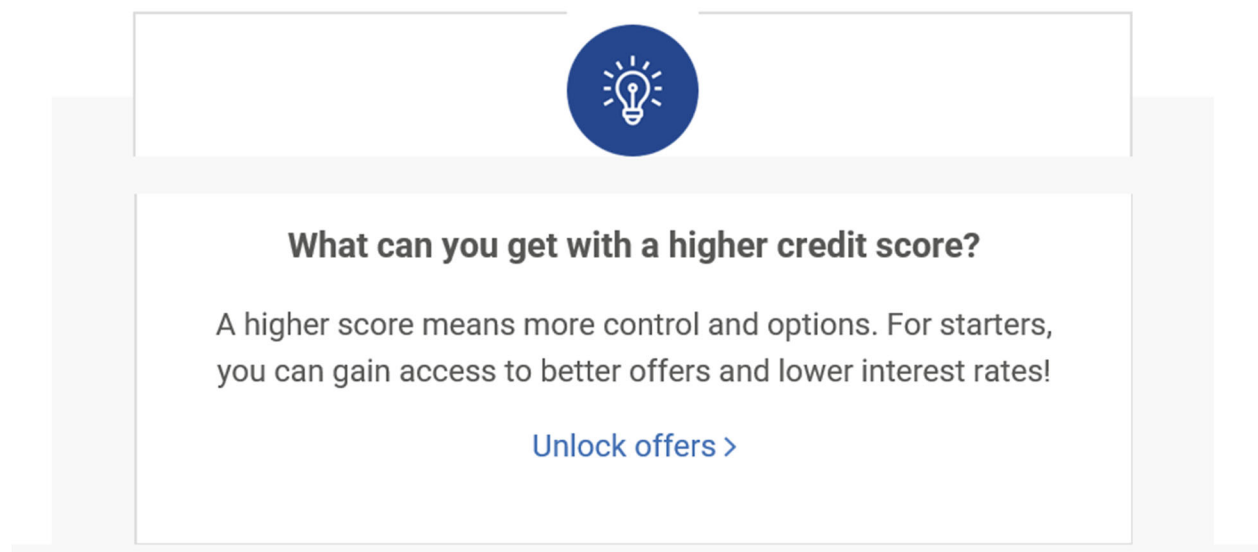 What can you get with a higher credit score?
A higher score means more control and options. For starters,
you can gain access to better offers and lower interest rates!
Unlock offers >